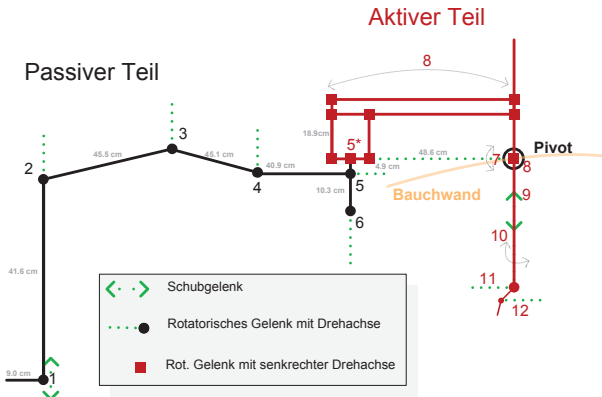 Aktiver Teil
Passiver Teil
8
18.9cm
5*
48.6 cm
7
Pivot
8
3
45.5 cm
45.1 cm
2
40.9 cm
4
5
4.9 cm
10.3 cm
Bauchwand
9
6
10
41.6 cm
11
12
Schubgelenk
Rotatorisches Gelenk mit Drehachse
Rot. Gelenk mit senkrechter Drehachse
9.0 cm
1